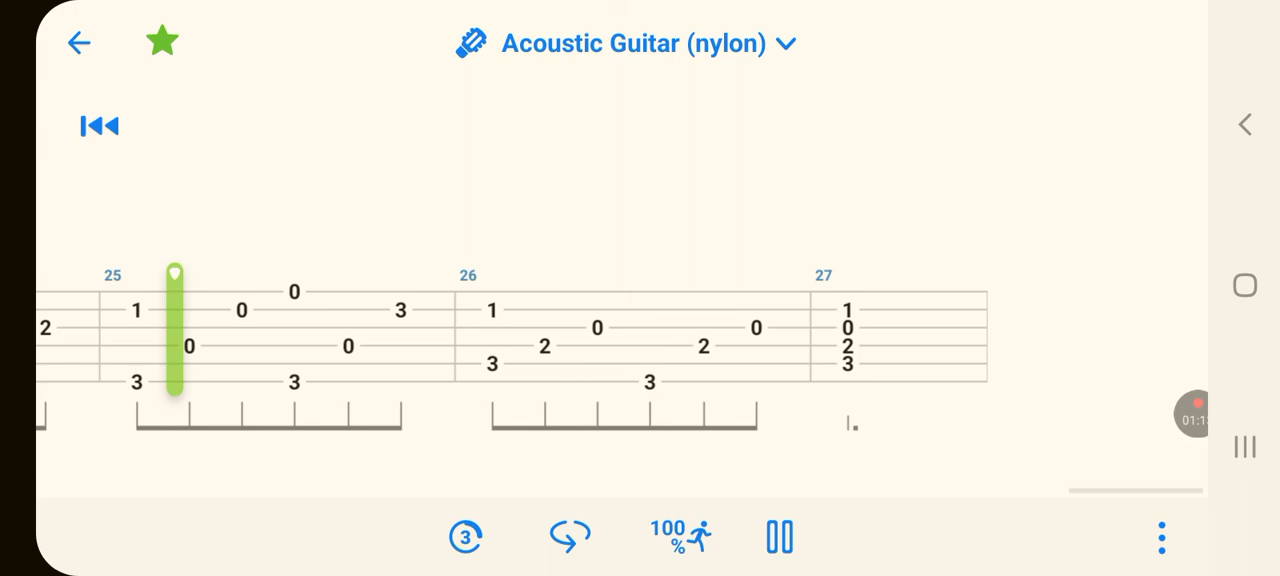 Acoustic Guitar (nylon)
25 26 27
0
1 0 3 1 1
2 0 0 0
0 0 2 2 2
3 3
3 3 3
3 100
%